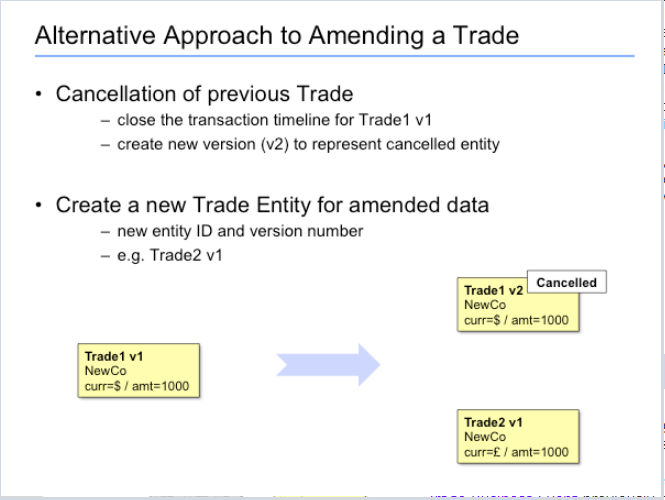 Alternative Approach to Amending a Trade
• Cancellation of previous Trade
– close the transaction timeline for Trade1 v1
– create new version (v2) to represent cancelled entity
• Create a new Trade Entity for amended data
– new entity ID and version number
– e.g. Trade2 v1
Cancelled
Trade1 v2
NewCo
curr=$ / amt=1000
Trade1 v1
NewCo
curr=$ / amt=1000
Trade2 v1
NewCo
curr=£ / amt=1000